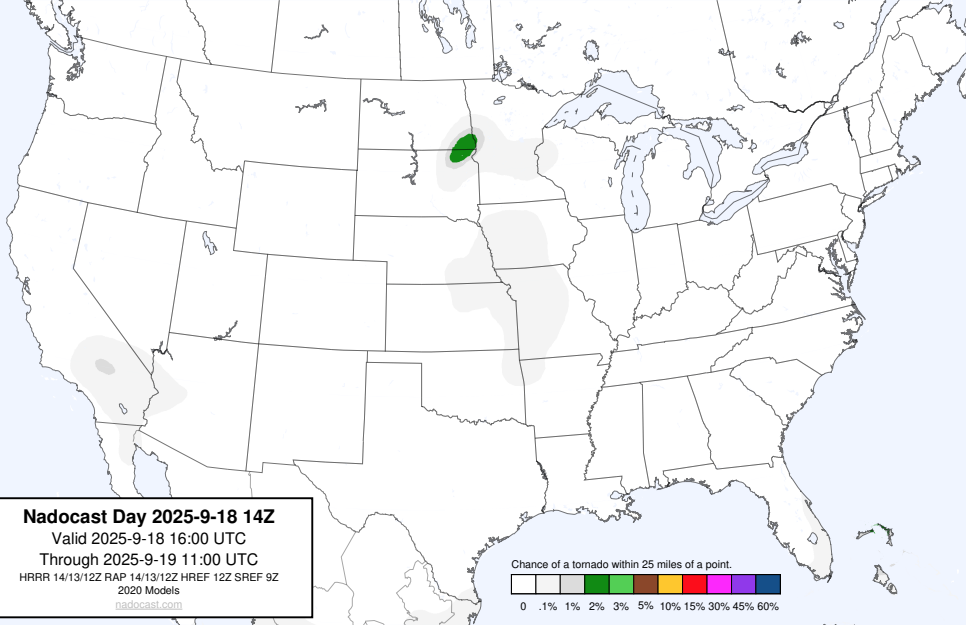 Nadocast Day 2025-9-18 14Z
Valid 2025-9-18 16:00 UTC
Through 2025-9-19 11:00 UTC
HRRR 14/13/12Z RAP 14/13/12Z HREF 12Z SREF 9Z
2020 Models
nadocast.com
Chance of a tornado within 25 miles of a point.
0 .1% 1% 2% 3% 5% 10% 15% 30% 45% 60%